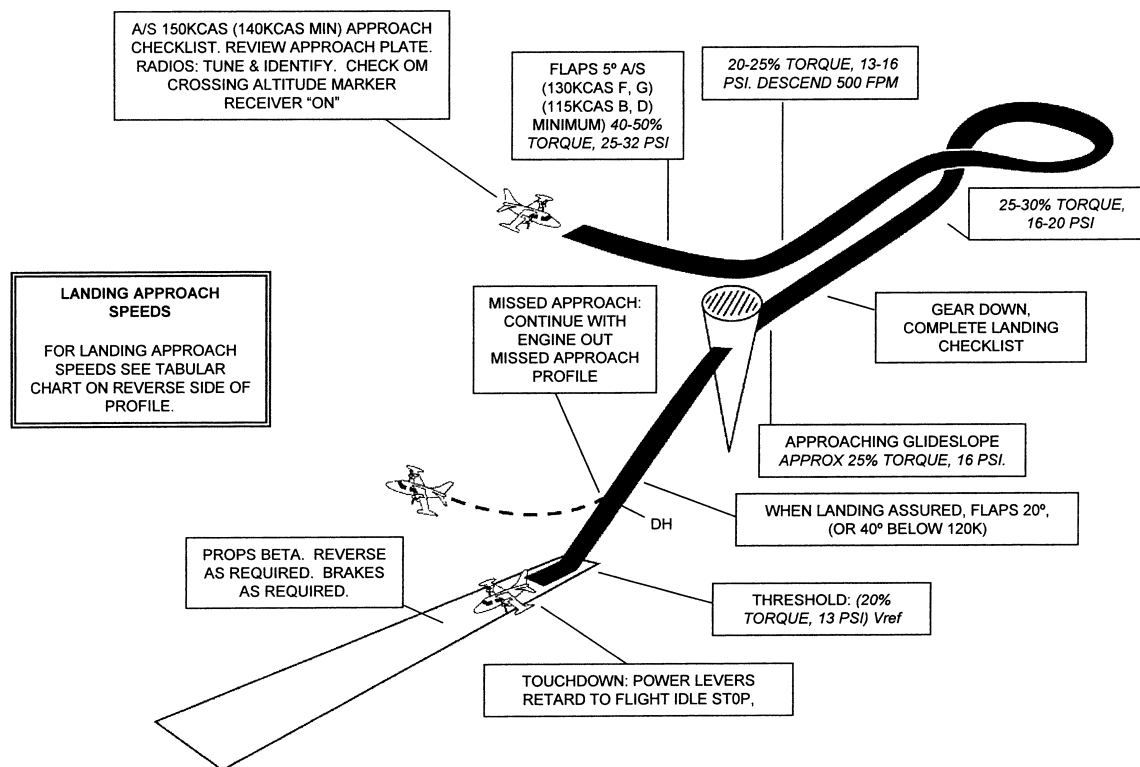 A/S 150KCAS (140KCAS MIN) APPROACH
CHECKLIST. REVIEW APPROACH PLATE.
RADIOS: TUNE & IDENTIFY. CHECK OM
CROSSING ALTITUDE MARKER
RECEIVER “ON”
FLAPS 5º A/S
(130KCAS F, G)
(115KCAS B, D)
MINIMUM) 40-50%
TORQUE, 25-32 PSI
20-25% TORQUE, 13-16
PSI. DESCEND 500 FPM
25-30% TORQUE,
16-20 PSI
LANDING APPROACH
SPEEDS
FOR LANDING APPROACH
SPEEDS SEE TABULAR
CHART ON REVERSE SIDE OF
PROFILE.
MISSED APPROACH:
CONTINUE WITH
ENGINE OUT
MISSED APPROACH
PROFILE
GEAR DOWN,
COMPLETE LANDING
CHECKLIST
APPROACHING GLIDESLOPE
APPROX 25% TORQUE, 16 PSI.
WHEN LANDING ASSURED, FLAPS 20º,
(OR 40º BELOW 120K)
DH
PROPS BETA. REVERSE
AS REQUIRED. BRAKES
AS REQUIRED.
THRESHOLD: (20%
TORQUE, 13 PSI) Vref
TOUCHDOWN: POWER LEVERS
RETARD TO FLIGHT IDLE ST0P,